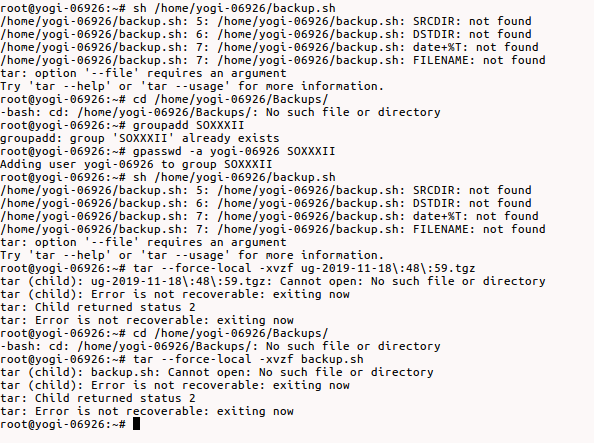 root@yogi-06926:~# sh /home/yogi-06926/backup.sh
/home/yogi-06926/backup.sh: 5: /home/yogi-06926/backup.sh: SRCDIR: not found
/home/yogi-06926/backup.sh: 6: /home/yogi-06926/backup.sh: DSTDIR: not found
/home/yogi-06926/backup.sh: 7: /home/yogi-06926/backup.sh: date+%T: not found
/home/yogi-06926/backup.sh: 7: /home/yogi-06926/backup.sh: FILENAME: not found
tar: option '--file' requires an argument
Try 'tar --help' or 'tar --usage' for more information.
root@yogi-06926:~# cd /home/yogi-06926/Backups/
-bash: cd: /home/yogi-06926/Backups/: No such file or directory
root@yogi-06926:~# groupadd SOXXXII
groupadd: group 'SOXXXII' already exists
root@yogi-06926:~# gpasswd -a yogi-06926 SOXXXII
Adding user yogi-06926 to group SOXXXII
root@yogi-06926:~# sh /home/yogi-06926/backup.sh
/home/yogi-06926/backup.sh: 5: /home/yogi-06926/backup.sh: SRCDIR: not found
/home/yogi-06926/backup.sh: 6: /home/yogi-06926/backup.sh: DSTDIR: not found
/home/yogi-06926/backup.sh: 7: /home/yogi-06926/backup.sh: date+%T: not found
/home/yogi-06926/backup.sh: 7: /home/yogi-06926/backup.sh: FILENAME: not found
tar: option '--file' requires an argument
Try 'tar --help' or 'tar --usage' for more information.
root@yogi-06926:~# tar --force-local -xvzf ug-2019-11-18\:48\:59.tgz
tar (child): ug-2019-11-18\:48\:59.tgz: Cannot open: No such file or directory
tar (child): Error is not recoverable: exiting now
tar: Child returned status 2
tar: Error is not recoverable: exiting now
root@yogi-06926:~# cd /home/yogi-06926/Backups/
-bash: cd: /home/yogi-06926/Backups/: No such file or directory
root@yogi-06926:~# tar --force-local -xvzf backup.sh
tar (child): backup.sh: Cannot open: No such file or directory
tar (child): Error is not recoverable: exiting now
tar: Child returned status 2
tar: Error is not recoverable: exiting now
root@yogi-06926:~#